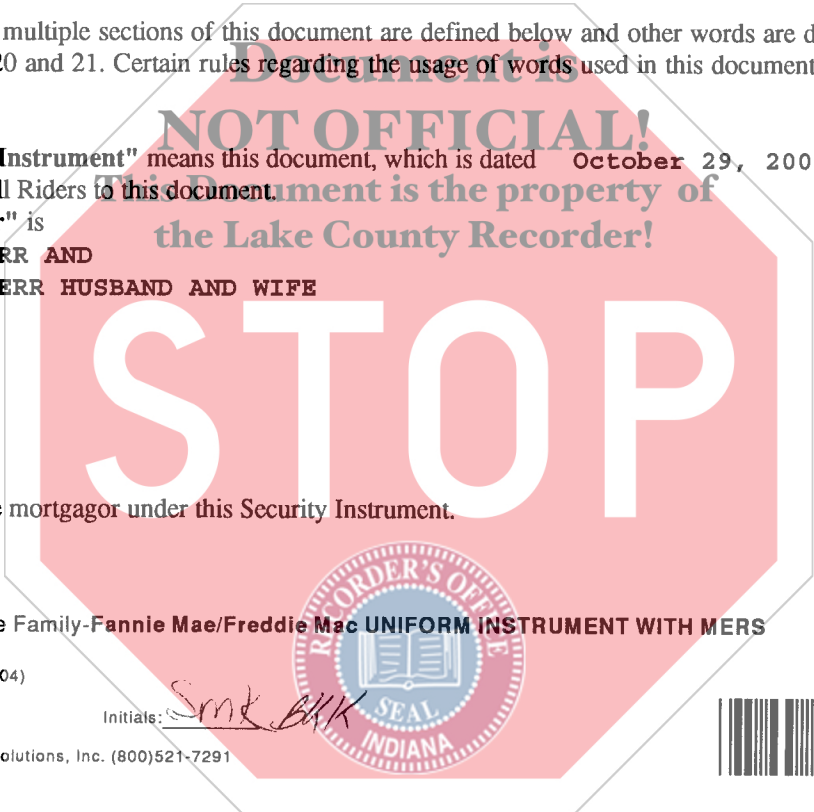 multiple sections of this document are defined below and other words are d
20 and 21. Certain rules regarding the usage of words used in this document
Document is
NOT OFFICIAL!
Instrument" means this document, which is dated October 29, 200
ll Riders to this document.
This Document is the property of
r" is
the Lake County Recorder!
RR AND
ERR HUSBAND AND WIFE
STOP
e mortgagor under this Security Instrument.
RECORDER'S OFFICE
e Family-Fannie Mae/Freddie Mac UNIFORM INSTRUMENT WITH MERS
04)
Initials: SMK BKK
SEAL
INDIANA
olutions, Inc. (800)521-7291